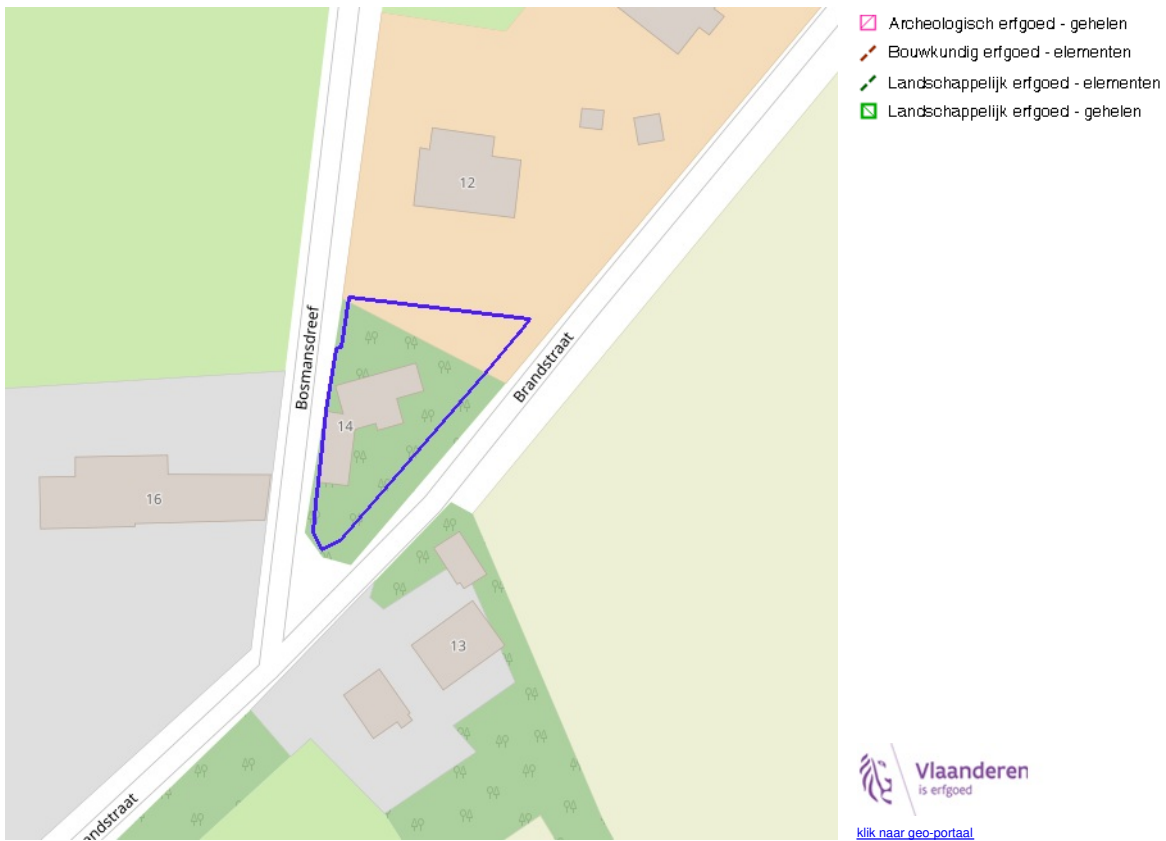 Archeologisch erfgoed - gehelen
Bouwkundig erfgoed - elementen
Landschappelijk erfgoed - elementen
Landschappelijk erfgoed - gehelen
12
Bosmansdreef
Brandstraat
14
16
13
andstraat
Vlaanderen
is erfgoed
klik naar geo-portaal